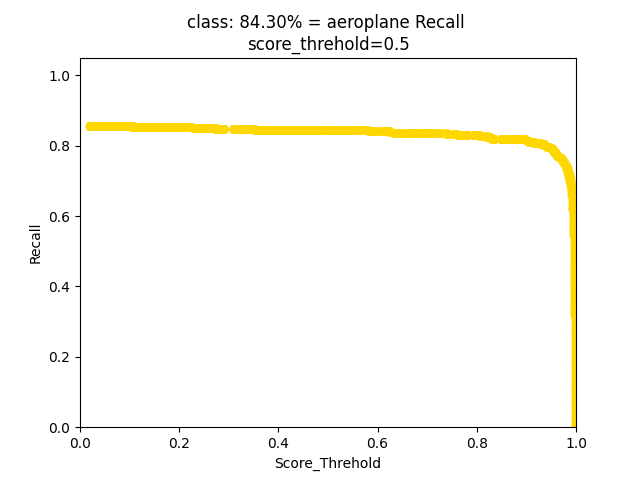 class: 84.30% = aeroplane Recall
score_threhold=0.5
1.0
0.8
0.6
0.4
0.2
0.0
Recall
0.0 0.2 0.4 0.6 0.8 1.0
Score_Threhold